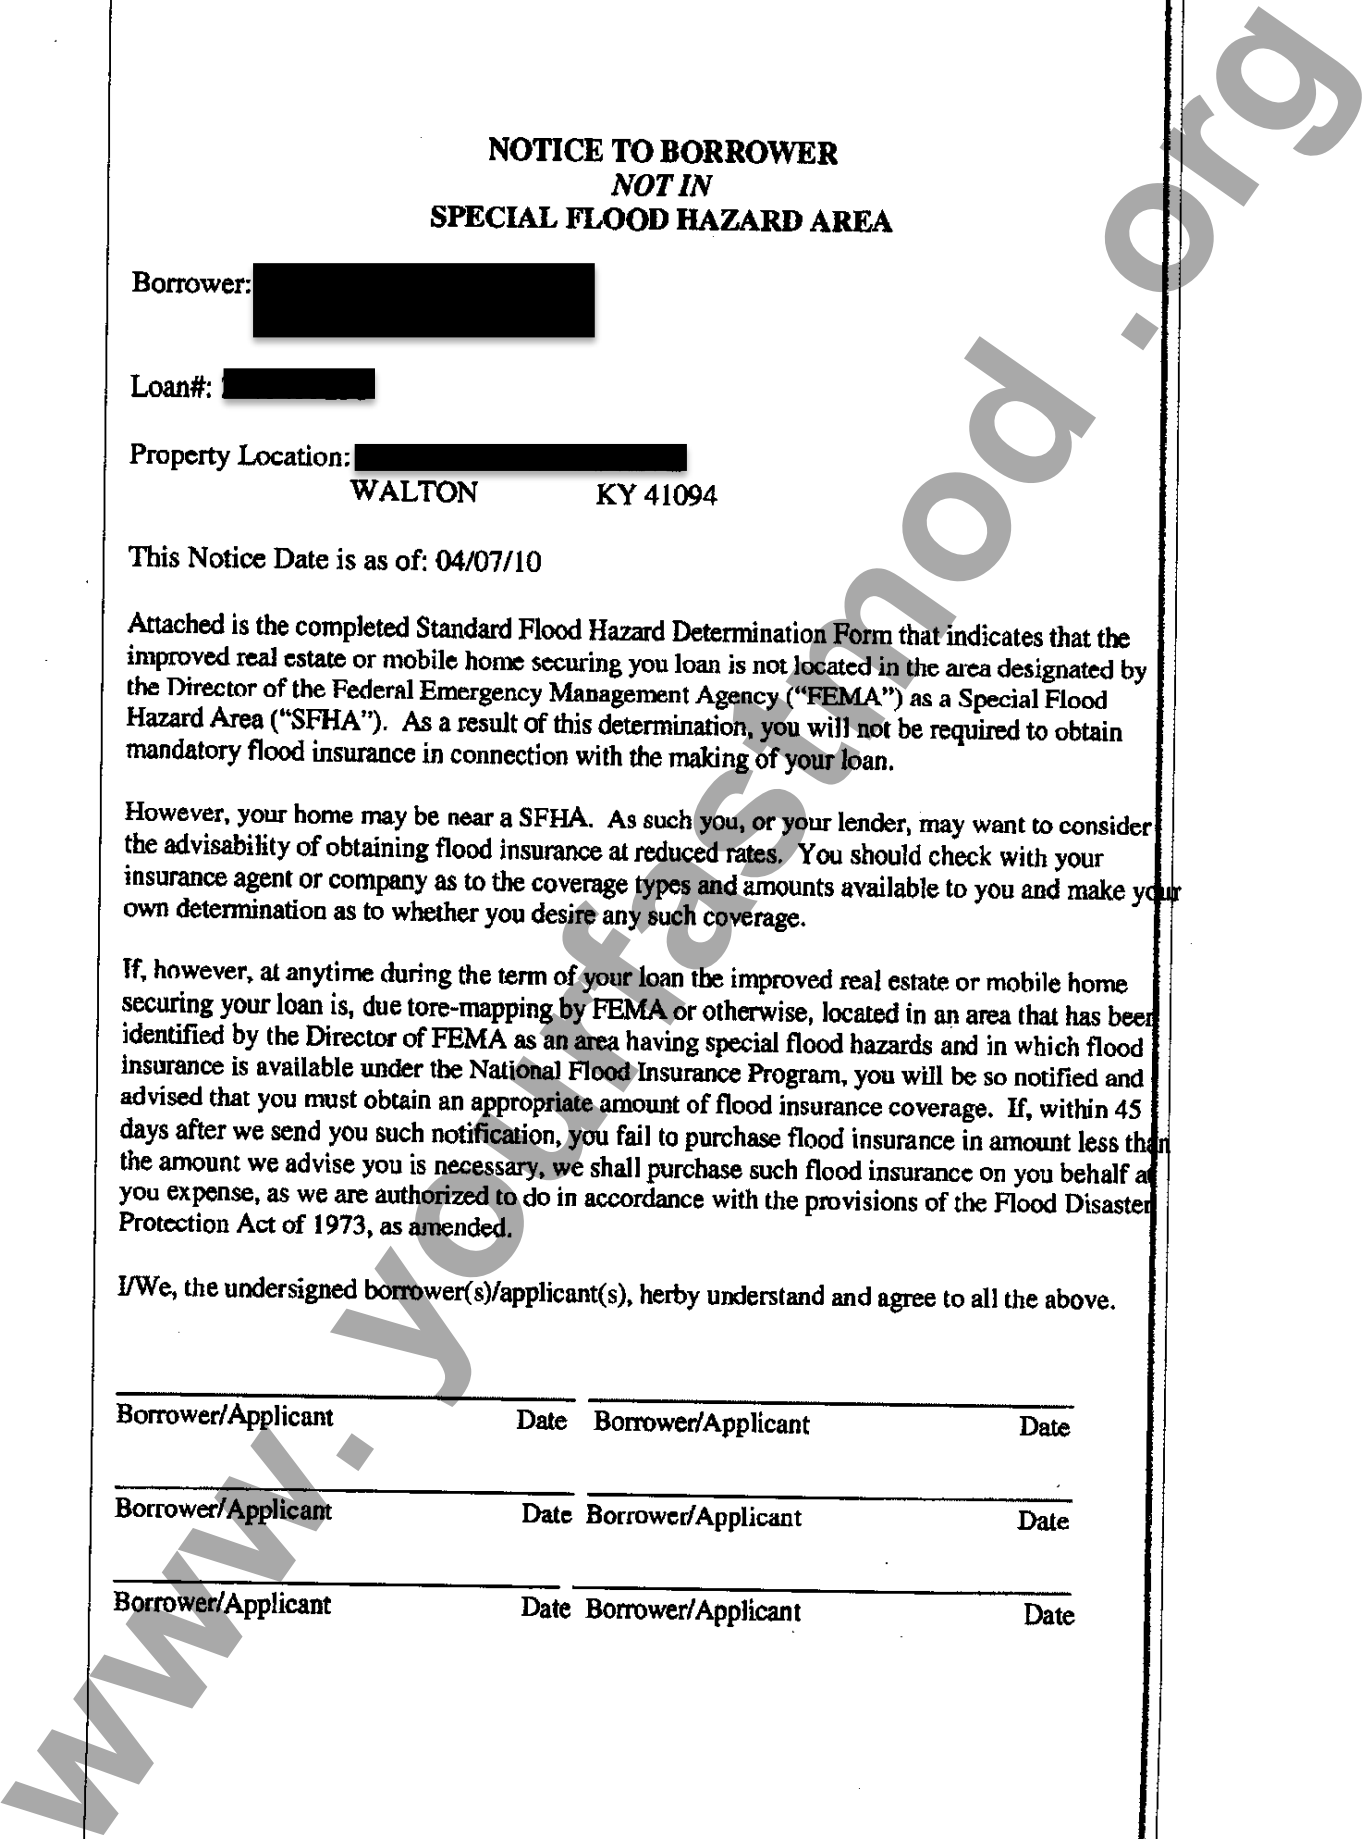 NOTICE TO BORROWER
NOT IN
SPECIAL FLOOD HAZARD AREA
Borrower:
Loan#:
Property Location:
WALTON KY 41094
This Notice Date is as of: 04/07/10
Attached is the completed Standard Flood Hazard Determination Form that indicates that the
improved real estate or mobile home securing you loan is not located in the area designated by
the Director of the Federal Emergency Management Agency (“FEMA”) as a Special Flood
Hazard Area (“SFHA”). As a result of this determination, you will not be required to obtain
mandatory flood insurance in connection with the making of your loan.
However, your home may be near a SFHA. As such you, or your lender, may want to consider
the advisability of obtaining flood insurance at reduced rates. You should check with your
insurance agent or company as to the coverage types and amounts available to you and make your
own determination as to whether you desire any such coverage.
If, however, at anytime during the term of your loan the improved real estate or mobile home
securing your loan is, due tore-mapping by FEMA or otherwise, located in an area that has been
identified by the Director of FEMA as an area having special flood hazards and in which flood
insurance is available under the National Flood Insurance Program, you will be so notified and
advised that you must obtain an appropriate amount of flood insurance coverage. If, within 45
days after we send you such notification, you fail to purchase flood insurance in amount less than
the amount we advise you is necessary, we shall purchase such flood insurance on you behalf at
you expense, as we are authorized to do in accordance with the provisions of the Flood Disaster
Protection Act of 1973, as amended.
I/We, the undersigned borrower(s)/applicant(s), herby understand and agree to all the above.
Borrower/Applicant Date Borrower/Applicant Date
Borrower/Applicant Date Borrower/Applicant Date
Borrower/Applicant Date Borrower/Applicant Date
www.yourfastmod.org